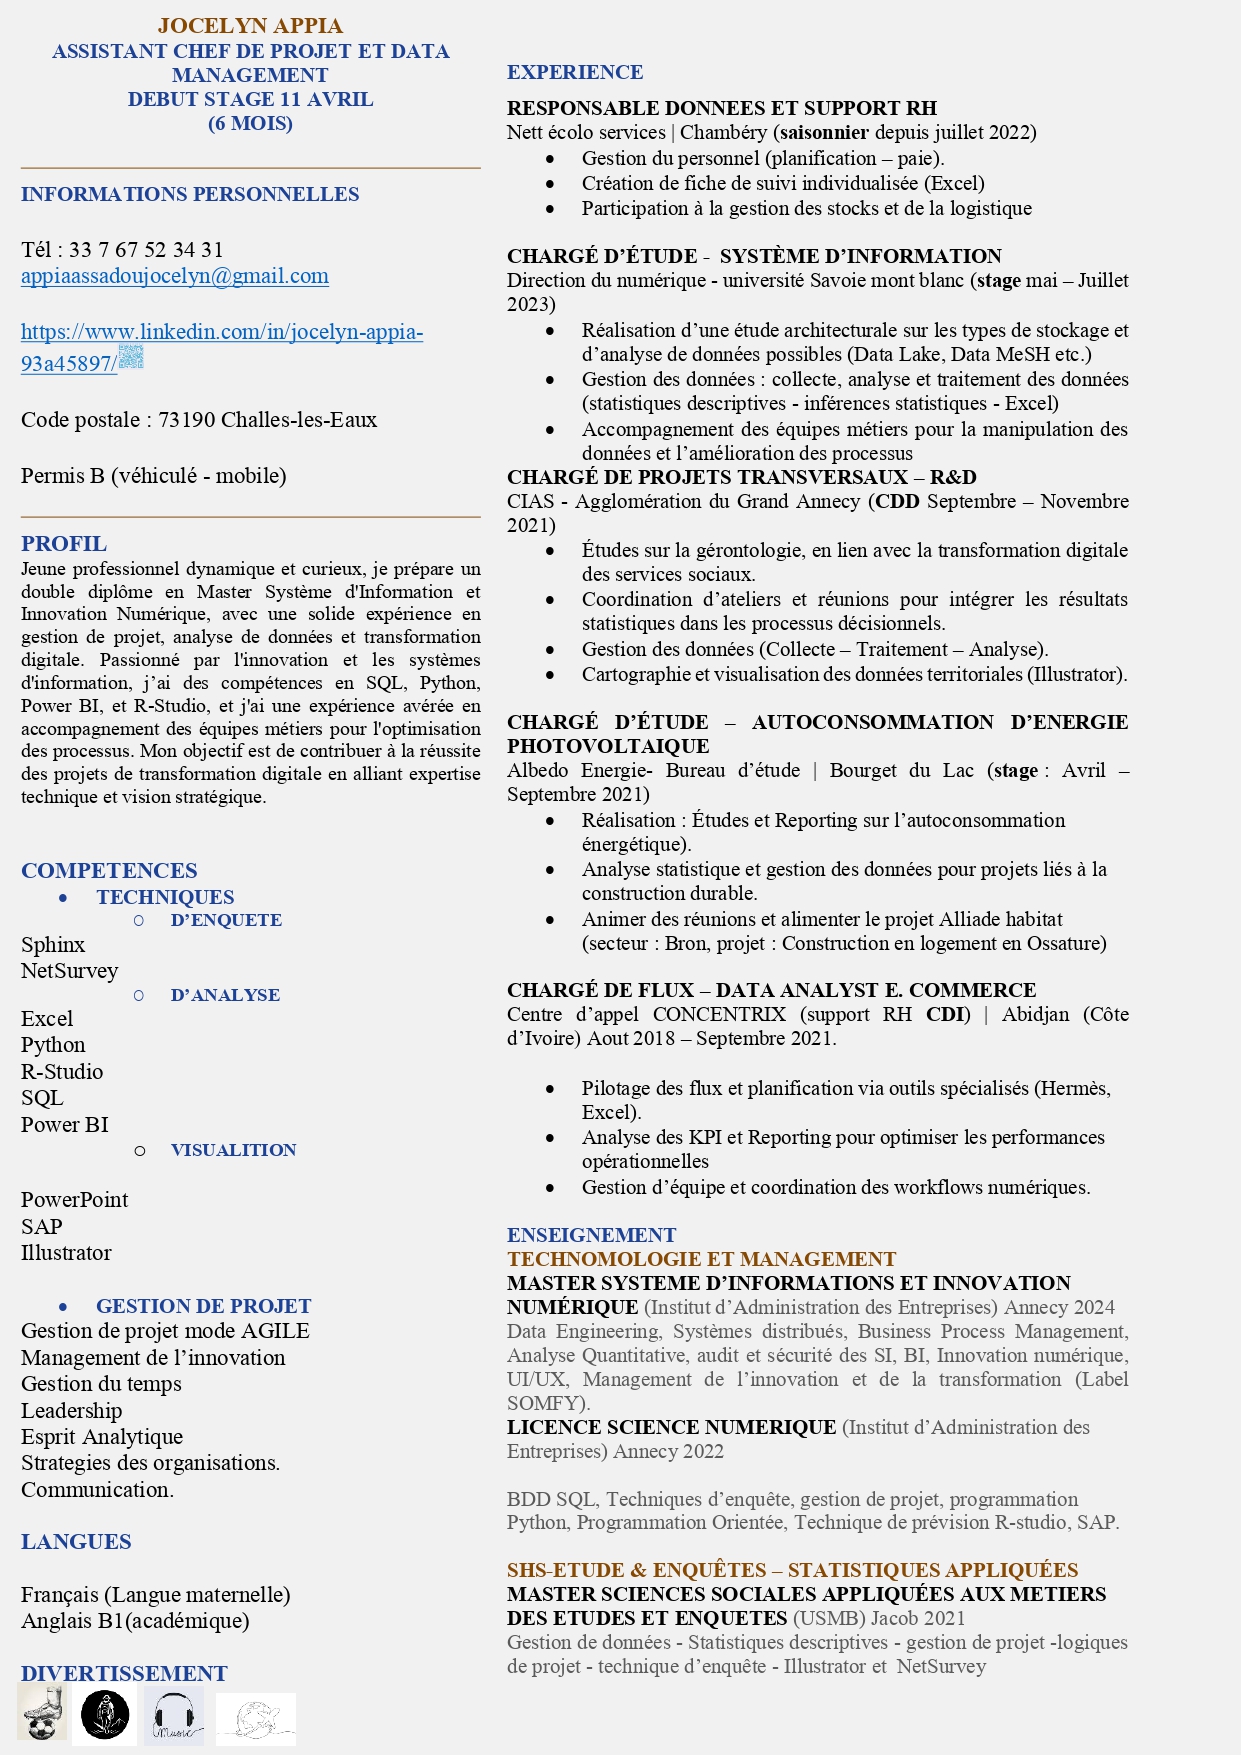 JOCELYN APPIA
ASSISTANT CHEF DE PROJET ET DATA
MANAGEMENT
DEBUT STAGE 11 AVRIL
(6 MOIS)
INFORMATIONS PERSONNELLES
Tél : 33 7 67 52 34 31
appiaassadoujocelyn@gmail.com
https://www.linkedin.com/in/jocelyn-appia-
93a45897/
Code postale : 73190 Challes-les-Eaux
Permis B (véhiculé - mobile)
PROFIL
Jeune professionnel dynamique et curieux, je prépare un
double diplôme en Master Système d'Information et
Innovation Numérique, avec une solide expérience en
gestion de projet, analyse de données et transformation
digitale. Passionné par l'innovation et les systèmes
d'information, j’ai des compétences en SQL, Python,
Power BI, et R-Studio, et j'ai une expérience avérée en
accompagnement des équipes métiers pour l'optimisation
des processus. Mon objectif est de contribuer à la réussite
des projets de transformation digitale en alliant expertise
technique et vision stratégique.
COMPETENCES
• TECHNIQUES
o D’ENQUETE
Sphinx
NetSurvey
o D’ANALYSE
Excel
Python
R-Studio
SQL
Power BI
o VISUALITION
PowerPoint
SAP
Illustrator
• GESTION DE PROJET
Gestion de projet mode AGILE
Management de l’innovation
Gestion du temps
Leadership
Esprit Analytique
Strategies des organisations.
Communication.
LANGUES
Français (Langue maternelle)
Anglais B1(académique)
DIVERTISSEMENT
Music
EXPERIENCE
RESPONSABLE DONNEES ET SUPPORT RH
Nett écolo services | Chambéry (saisonnier depuis juillet 2022)
• Gestion du personnel (planification – paie).
• Création de fiche de suivi individualisée (Excel)
• Participation à la gestion des stocks et de la logistique
CHARGÉ D’ÉTUDE - SYSTÈME D’INFORMATION
Direction du numérique - université Savoie mont blanc (stage mai – Juillet
2023)
• Réalisation d’une étude architecturale sur les types de stockage et
d’analyse de données possibles (Data Lake, Data MeSH etc.)
• Gestion des données : collecte, analyse et traitement des données
(statistiques descriptives - inférences statistiques - Excel)
• Accompagnement des équipes métiers pour la manipulation des
données et l’amélioration des processus
CHARGÉ DE PROJETS TRANSVERSAUX – R&D
CIAS - Agglomération du Grand Annecy (CDD Septembre – Novembre
2021)
• Études sur la gérontologie, en lien avec la transformation digitale
des services sociaux.
• Coordination d’ateliers et réunions pour intégrer les résultats
statistiques dans les processus décisionnels.
• Gestion des données (Collecte – Traitement – Analyse).
• Cartographie et visualisation des données territoriales (Illustrator).
CHARGÉ D’ÉTUDE – AUTOCONSOMMATION D’ENERGIE
PHOTOVOLTAIQUE
Albedo Energie- Bureau d’étude | Bourget du Lac (stage : Avril –
Septembre 2021)
• Réalisation : Études et Reporting sur l’autoconsommation
énergétique).
• Analyse statistique et gestion des données pour projets liés à la
construction durable.
• Animer des réunions et alimenter le projet Alliade habitat
(secteur : Bron, projet : Construction en logement en Ossature)
CHARGÉ DE FLUX – DATA ANALYST E. COMMERCE
Centre d’appel CONCENTRIX (support RH CDI) | Abidjan (Côte
d’Ivoire) Aout 2018 – Septembre 2021.
• Pilotage des flux et planification via outils spécialisés (Hermès,
Excel).
• Analyse des KPI et Reporting pour optimiser les performances
opérationnelles
• Gestion d’équipe et coordination des workflows numériques.
ENSEIGNEMENT
TECHNOMOLOGIE ET MANAGEMENT
MASTER SYSTEME D’INFORMATIONS ET INNOVATION
NUMÉRIQUE (Institut d’Administration des Entreprises) Annecy 2024
Data Engineering, Systèmes distribués, Business Process Management,
Analyse Quantitative, audit et sécurité des SI, BI, Innovation numérique,
UI/UX, Management de l’innovation et de la transformation (Label
SOMFY).
LICENCE SCIENCE NUMERIQUE (Institut d’Administration des
Entreprises) Annecy 2022
BDD SQL, Techniques d’enquête, gestion de projet, programmation
Python, Programmation Orientée, Technique de prévision R-studio, SAP.
SHS-ETUDE & ENQUÊTES – STATISTIQUES APPLIQUÉES
MASTER SCIENCES SOCIALES APPLIQUÉES AUX METIERS
DES ETUDES ET ENQUETES (USMB) Jacob 2021
Gestion de données - Statistiques descriptives - gestion de projet -logiques
de projet - technique d’enquête - Illustrator et NetSurvey